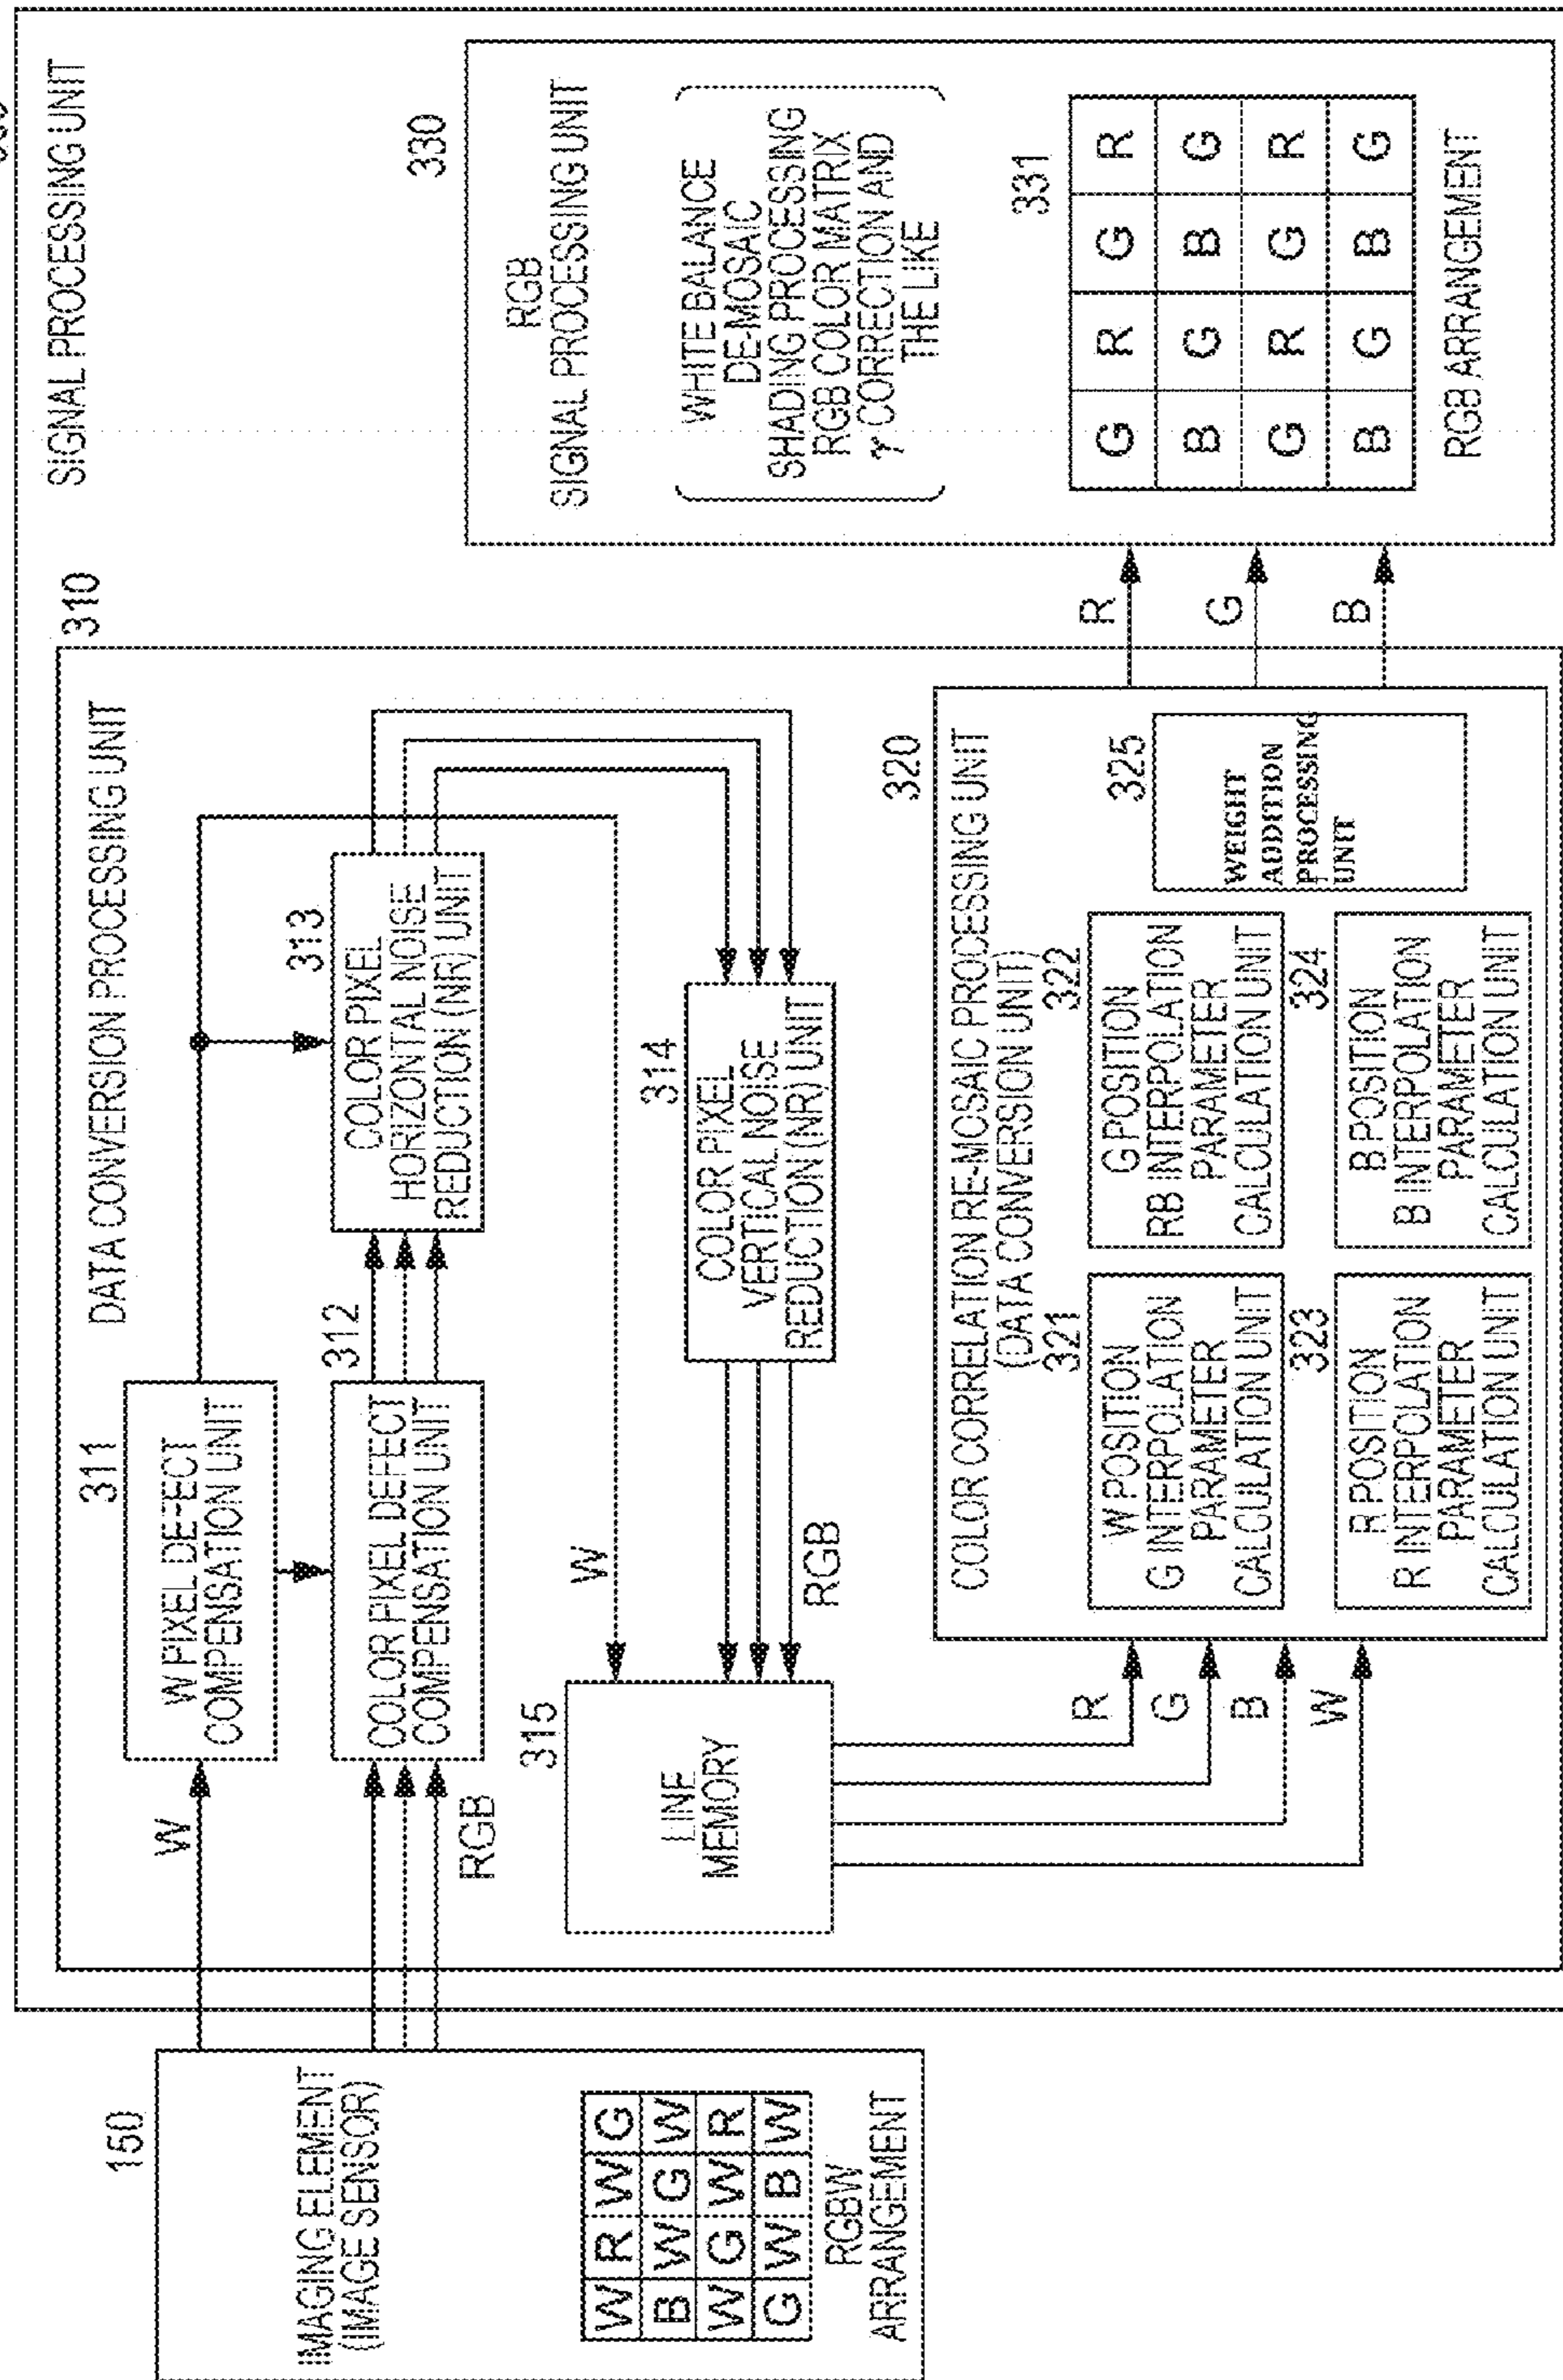 SIGNAL PROCESSING UNIT
150
IMAGING ELEMENT
(IMAGE SENSOR)
W R W G
B W G W
W G W R
G W B W
RGBW
ARRANGEMENT
W
RGB
310
DATA CONVERSION PROCESSING UNIT
311
W PIXEL DEFECT
COMPENSATION UNIT
312
COLOR PIXEL DEFECT
COMPENSATION UNIT
313
COLOR PIXEL
HORIZONTAL NOISE
REDUCTION (NR) UNIT
W
314
COLOR PIXEL
VERTICAL NOISE
REDUCTION (NR) UNIT
RGB
315
LINE
MEMORY
R
G
B
W
320
COLOR CORRELATION RE-MOSAIC PROCESSING UNIT
(DATA CONVERSION UNIT)
321
W POSITION
G INTERPOLATION
PARAMETER
CALCULATION UNIT
322
G POSITION
RB INTERPOLATION
PARAMETER
CALCULATION UNIT
323
R POSITION
R INTERPOLATION
PARAMETER
CALCULATION UNIT
324
B POSITION
B INTERPOLATION
PARAMETER
CALCULATION UNIT
325
WEIGHT
ADDITION
PROCESSING
UNIT
R
G
B
330
RGB
SIGNAL PROCESSING UNIT
WHITE BALANCE
DE-MOSAIC
SHADING PROCESSING
RGB COLOR MATRIX
γ CORRECTION AND
THE LIKE
331
G R G R
B G B G
G R G R
B G B G
RGB ARRANGEMENT